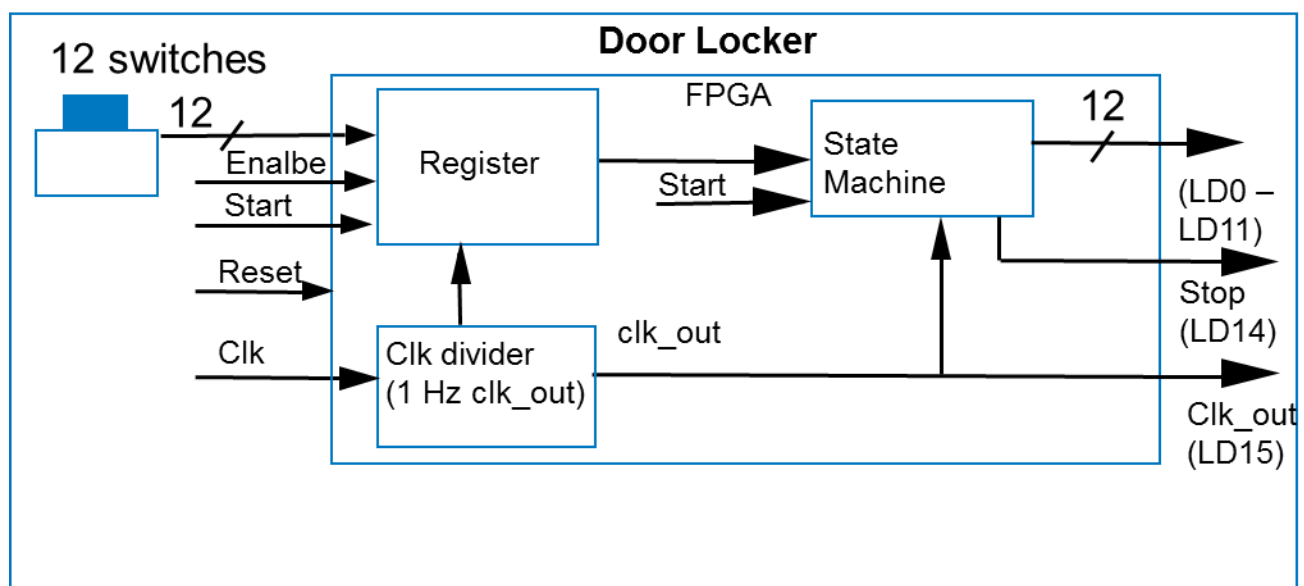 Door Locker
12 switches
12
Enalbe
Start
Reset
Clk
FPGA
Register
Start
State
Machine
12
(LD0 –
LD11)
Stop
(LD14)
Clk divider
(1 Hz clk_out)
clk_out
Clk_out
(LD15)